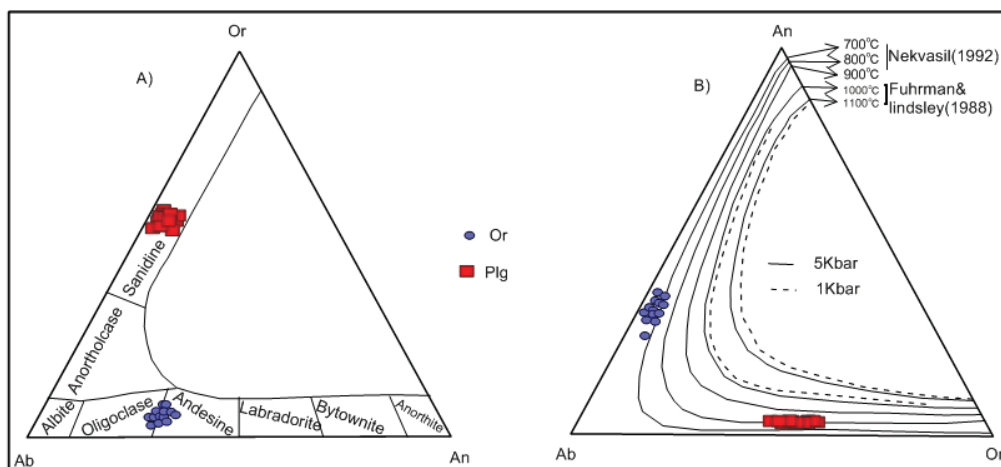 Or
A)
Sanidine
Anortholcase
Albite
Oligoclase
Andesine
Labradorite
Bytownite
Anorthite
Ab
An
Or
Plg
An
B)
700°C
800°C
900°C
Nekvasil(1992)
1000°C
1100°C
Fuhrman&
lindsley(1988)
5Kbar
1Kbar
Ab
Or